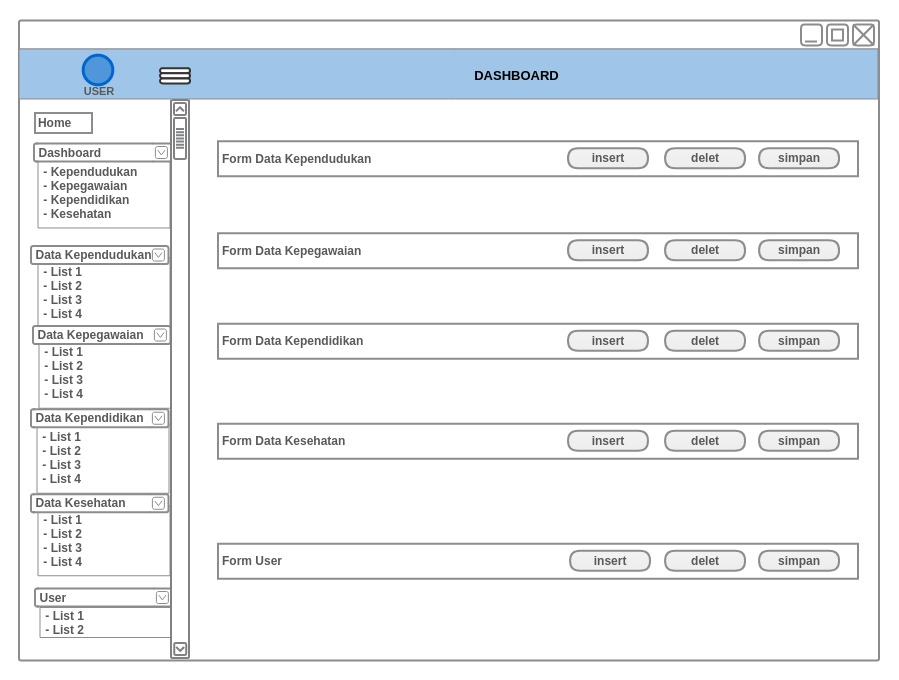 USER
DASHBOARD
Home
Dashboard
- Kependudukan
- Kepegawaian
- Kependidikan
- Kesehatan
Data Kependudukan
- List 1
- List 2
- List 3
- List 4
Data Kepegawaian
- List 1
- List 2
- List 3
- List 4
Data Kependidikan
- List 1
- List 2
- List 3
- List 4
Data Kesehatan
- List 1
- List 2
- List 3
- List 4
User
- List 1
- List 2
Form Data Kependudukan insert delet simpan
Form Data Kepegawaian insert delet simpan
Form Data Kependidikan insert delet simpan
Form Data Kesehatan insert delet simpan
Form User insert delet simpan